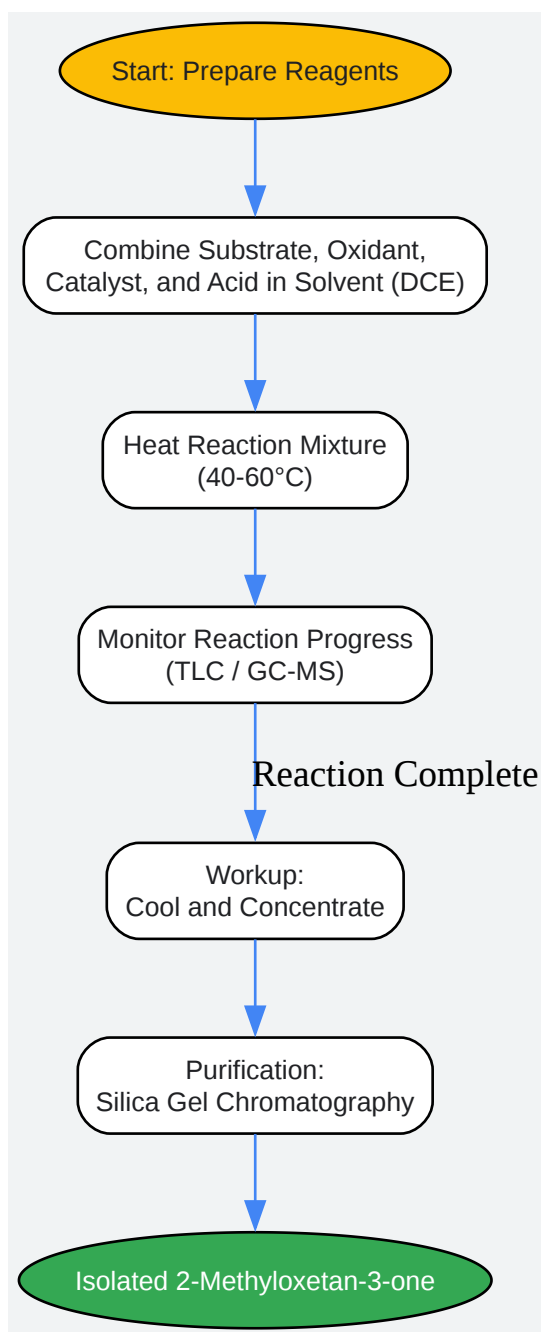 Start: Prepare Reagents
Combine Substrate, Oxidant,
Catalyst, and Acid in Solvent (DCE)
Heat Reaction Mixture
(40-60°C)
Monitor Reaction Progress
(TLC / GC-MS)
Reaction Complete
Workup:
Cool and Concentrate
Purification:
Silica Gel Chromatography
Isolated 2-Methyloxetan-3-one